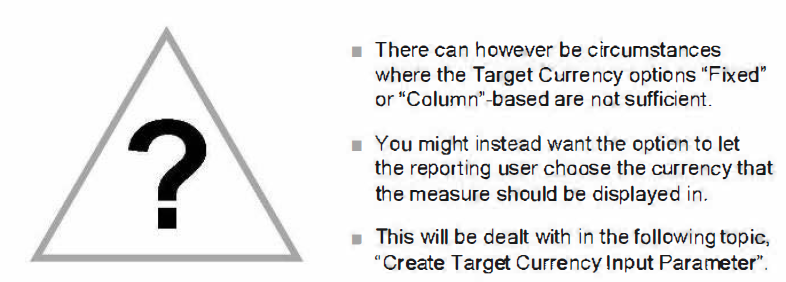 ?
There can however be circumstances
where the Target Currency options “Fixed”
or “Column”-based are not sufficient.
You might instead want the option to let
the reporting user choose the currency that
the measure should be displayed in.
This will be dealt with in the following topic,
“Create Target Currency Input Parameter”.